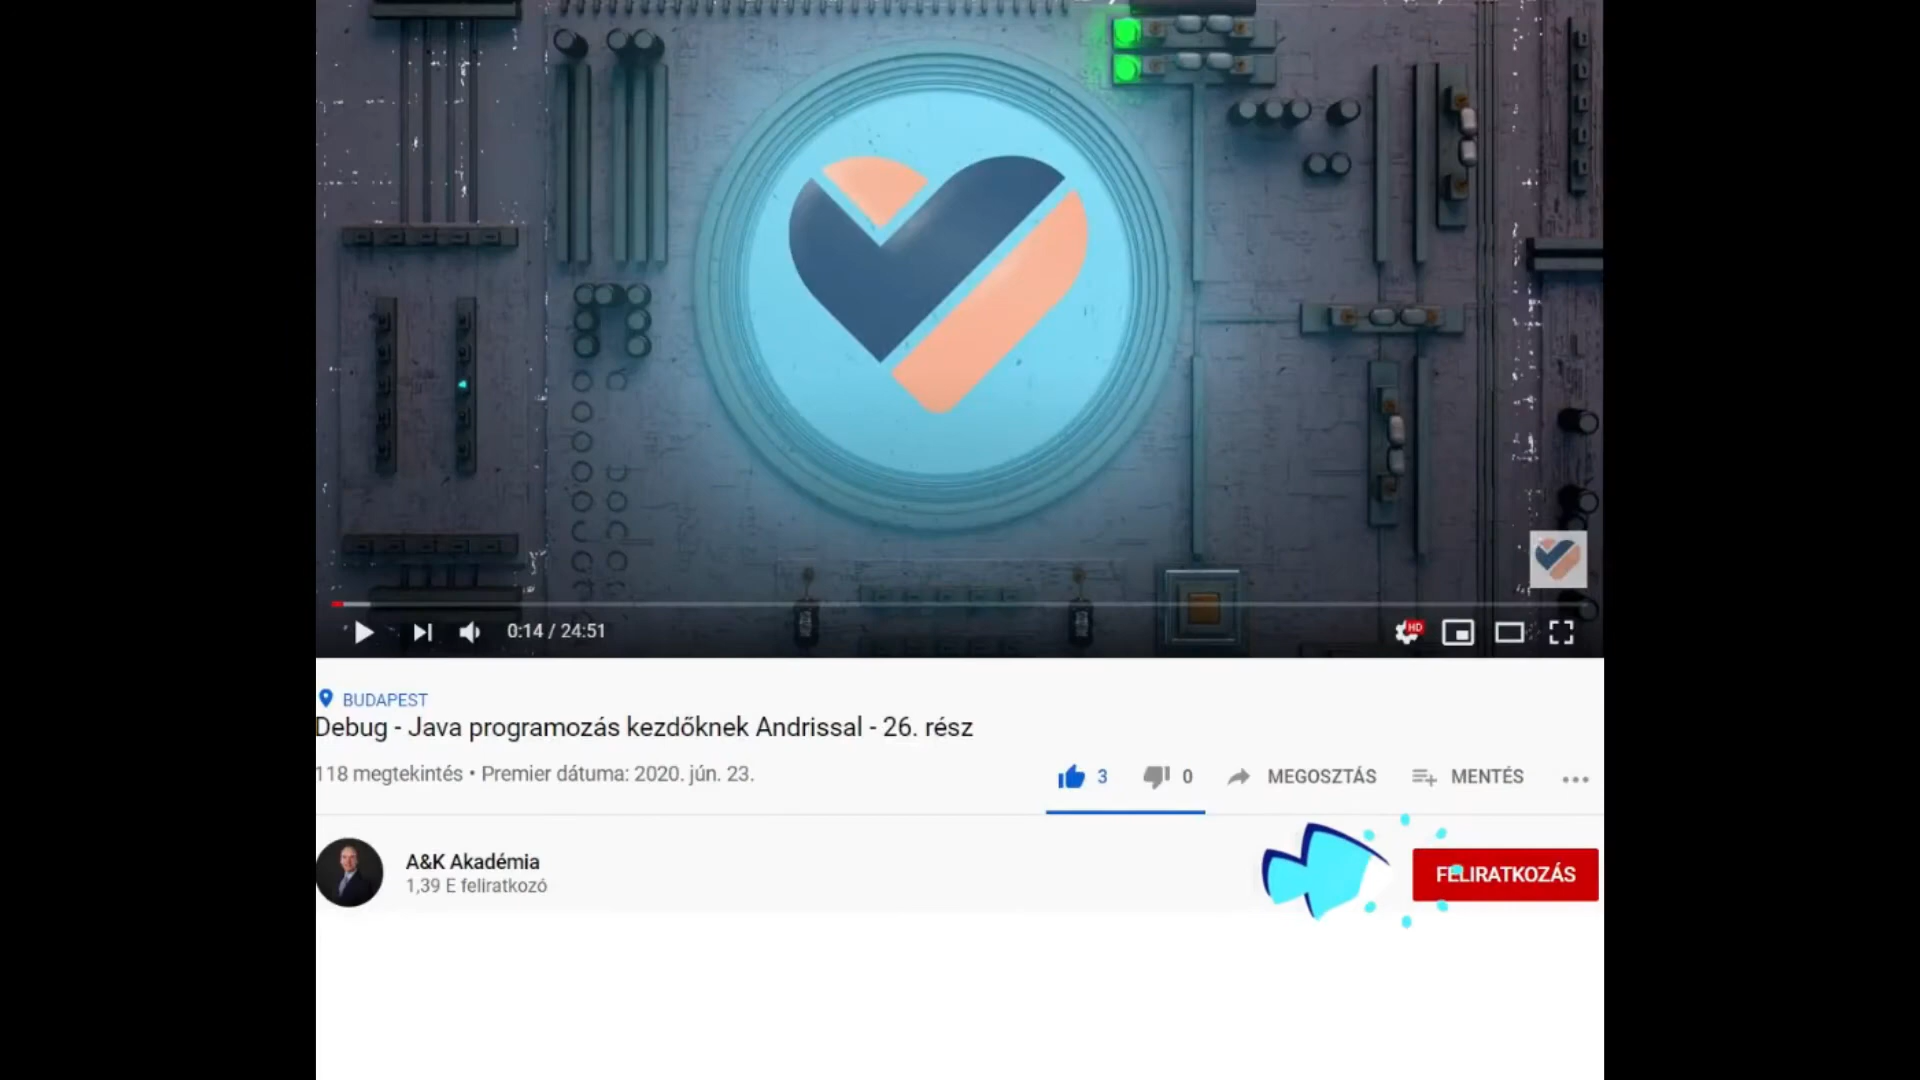 0:14 / 24:51
HD
BUDAPEST
Debug - Java programozás kezdőknek Andrissal - 26. rész
118 megtekintés • Premier dátuma: 2020. jún. 23.
3
0
MEGOSZTÁS
MENTÉS
A&K Akadémia
1,39 E feliratkozó
FELIRATKOZÁS